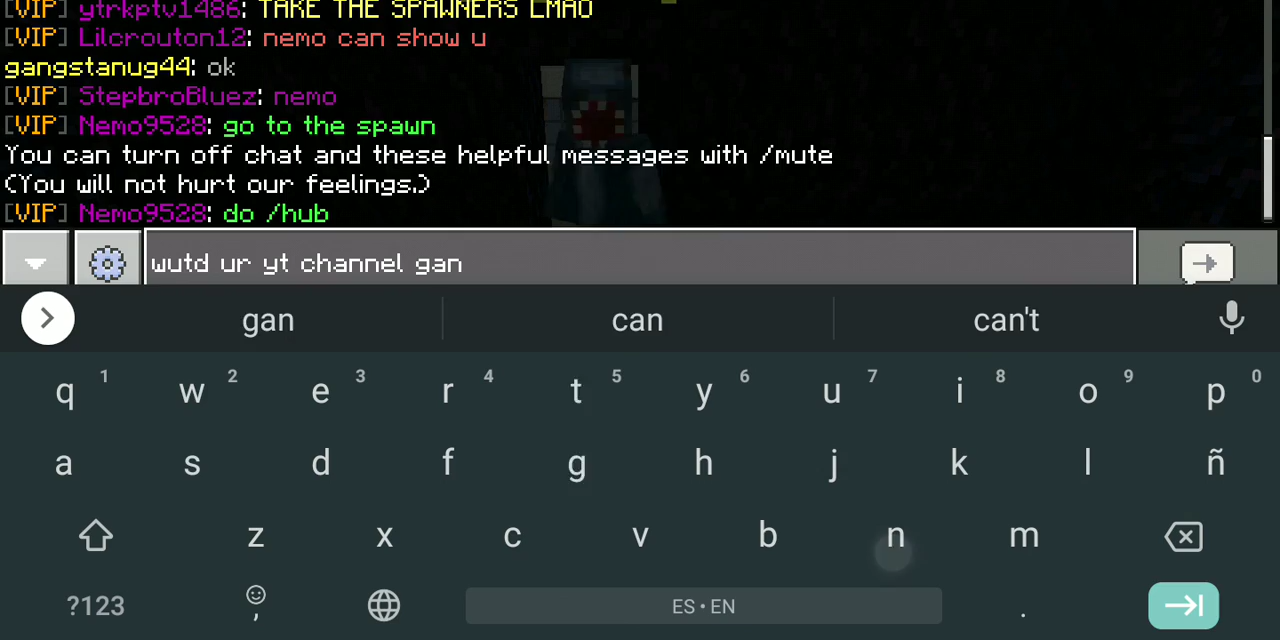 [VIP] ytrkptv1486: TAKE THE SPAWNERS LMAO
[VIP] Lilcrouton12: nemo can show u
gangstanug44: ok
[VIP] StepbroBluez: nemo
[VIP] Nemo9528: go to the spawn
You can turn off chat and these helpful messages with /mute
(You will not hurt our feelings.)
[VIP] Nemo9528: do /hub
wutd ur yt channel gan
gan can can't
q 1 w 2 e 3 r 4 t 5 y 6 u 7 i 8 o 9 p 0
a s d f g h j k l ñ
z x c v b n m
?123 , ES • EN .